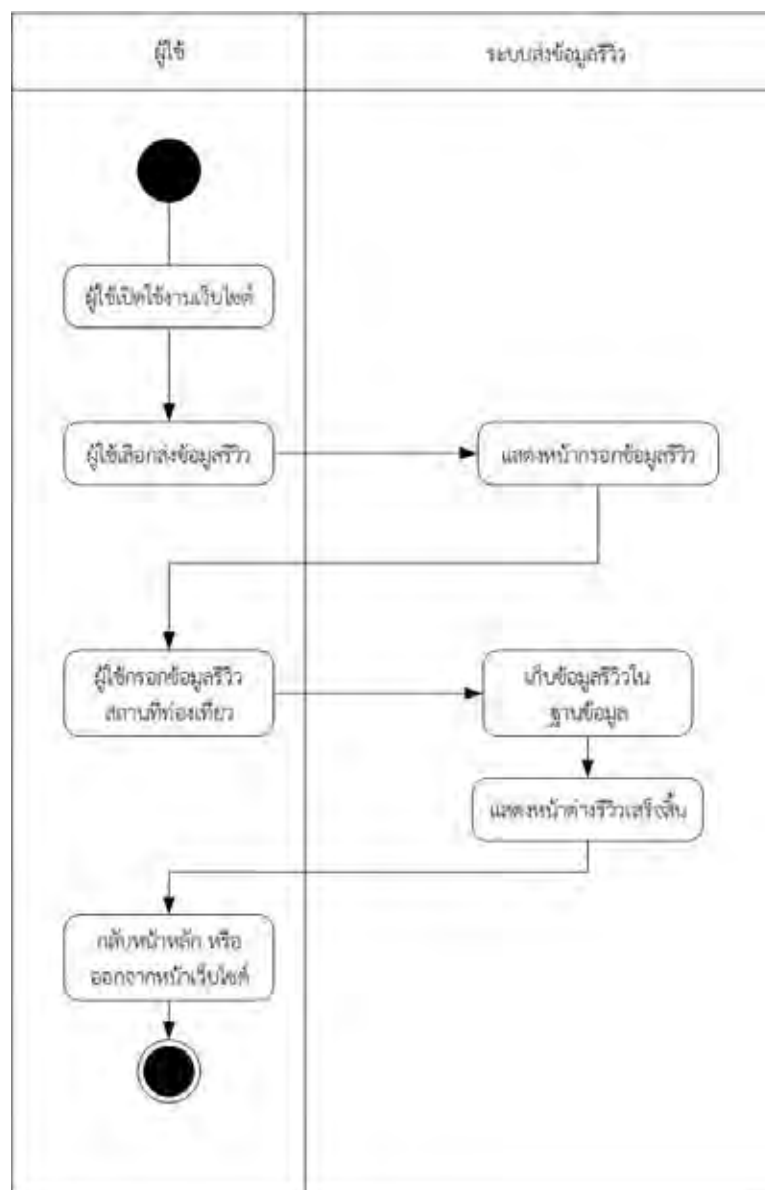 ผู้ใช้
ระบบส่งข้อมูลรีวิว
ผู้ใช้เปิดใช้งานเว็บไซต์
ผู้ใช้เลือกส่งข้อมูลรีวิว
แสดงหน้ากรอกข้อมูลรีวิว
ผู้ใช้กรอกข้อมูลรีวิว
สถานที่ท่องเที่ยว
เก็บข้อมูลรีวิวใน
ฐานข้อมูล
แสดงหน้าต่างรีวิวเสร็จสิ้น
กลับหน้าหลัก หรือ
ออกจากหน้าเว็บไซต์